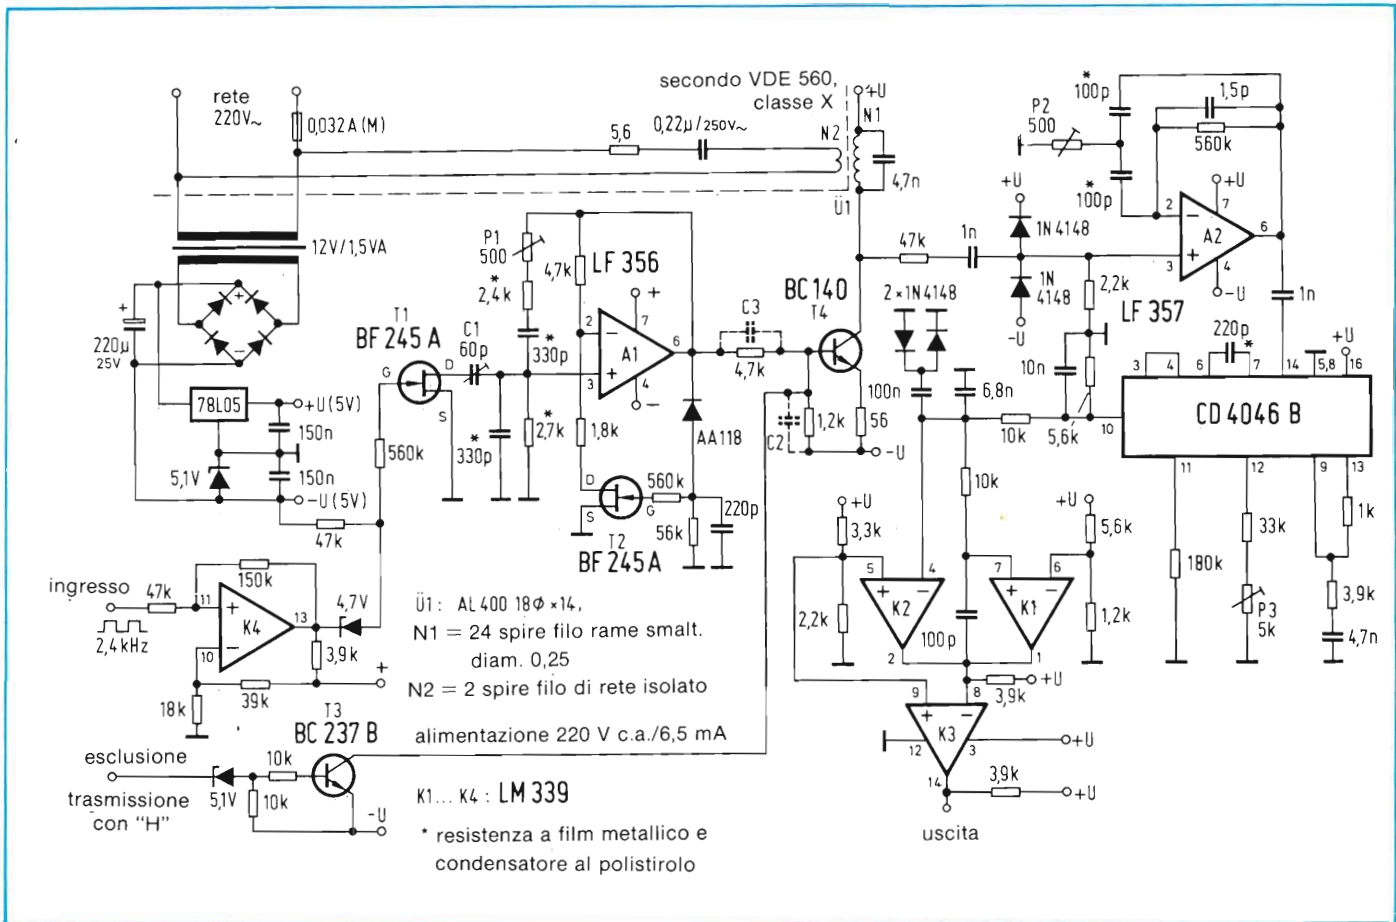 secondo VDE 560,
classe X
rete
220V~
0,032A (M)
5,6
0,22µ/250V~
N2
N1
+U
4,7n
Ü1
P2
500
*
100p
*
100p
1,5p
560k
+U
2
7
A2
6
3
4
-U
LF 357
+U
1N 4148
1N
4148
-U
47k
1n
2,2k
1n
12V/1,5VA
+
220µ
25V
+
−
78L05
+U (5V)
150n
150n
5,1V
-U (5V)
47k
560k
T1
BF 245 A
G
D
S
C1
60p
*
330p
P1
500
*
2,4k
*
330p
*
2,7k
4,7k
LF 356
+
2
7
A1
6
3
4
−
1,8k
D
S
G
T2
BF 245A
560k
56k
220p
AA118
C3
4,7k
BC 140
T4
C2
1,2k
56
-U
2×1N4148
100n
6,8n
10k
10n
5,6k
10k
220p
*
+U
3
4
6
7
14
5,8
16
CD 4046 B
10
11
12
9
13
180k
33k
P3
5k
1k
3,9k
4,7n
+U
3,3k
2,2k
5
4
K2
2
100p
7
6
K1
1
+U
5,6k
1,2k
3,9k
+U
9
8
K3
12
3
+U
14
3,9k
+U
uscita
ingresso
47k
2,4 kHz
150k
11
+
K4
13
10
−
4,7V
3,9k
+
39k
18k
T3
BC 237 B
esclusione
trasmissione
con "H"
5,1V
10k
10k
-U
Ü1: AL 400 18Φ ×14,
N1 = 24 spire filo rame smalt.
diam. 0,25
N2 = 2 spire filo di rete isolato
alimentazione 220 V c.a./6,5 mA
K1... K4 : LM 339
* resistenza a film metallico e
condensatore al polistirolo